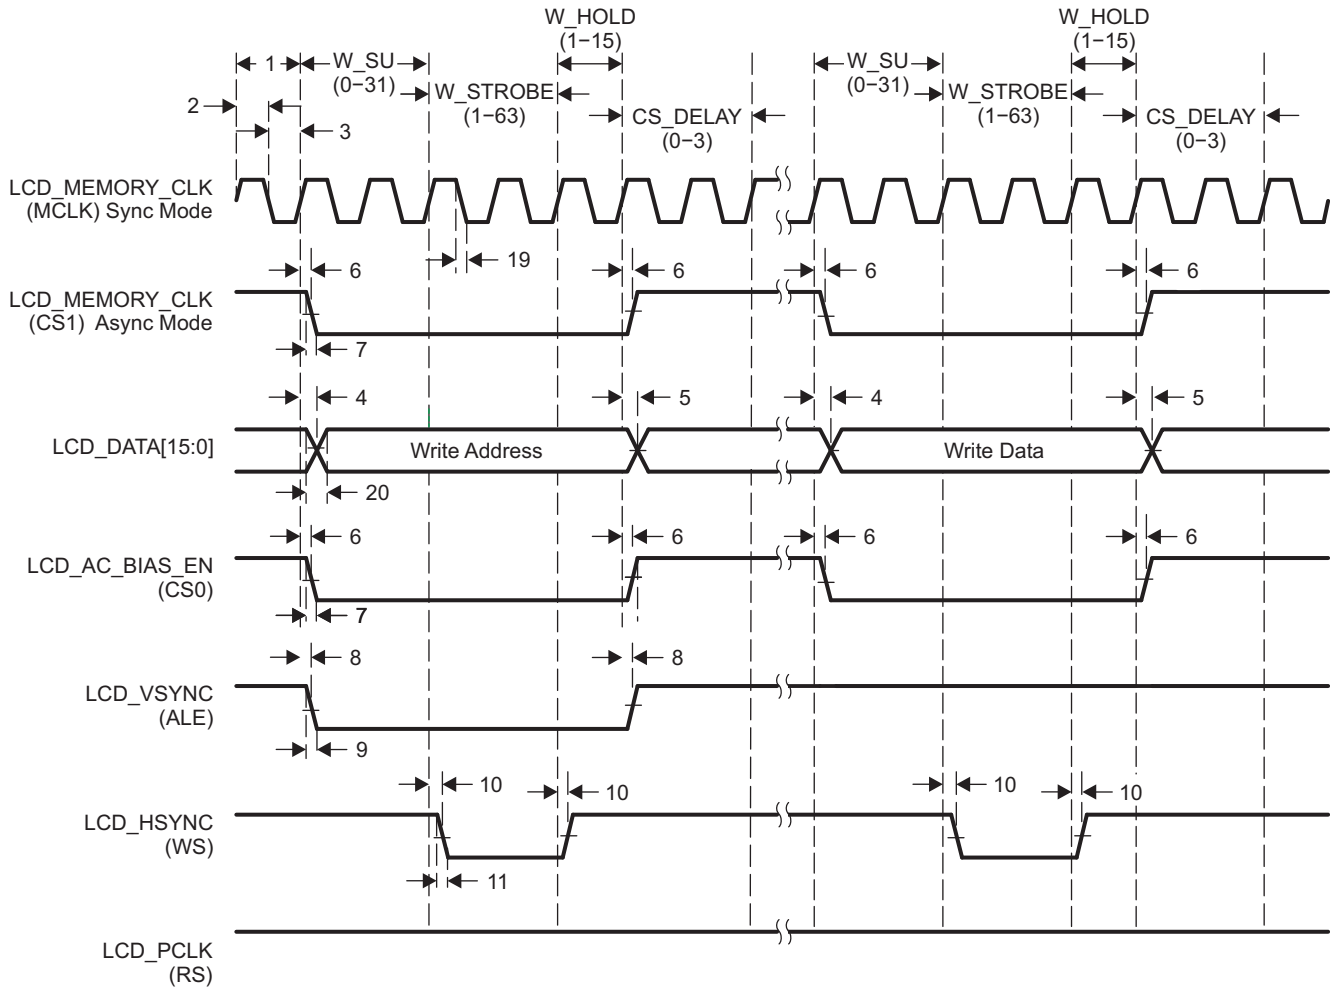 W_HOLD
(1−15)
W_HOLD
(1−15)
1
W_SU
(0−31)
W_SU
(0−31)
2
W_STROBE
(1−63)
W_STROBE
(1−63)
3
CS_DELAY
(0−3)
CS_DELAY
(0−3)
LCD_MEMORY_CLK
(MCLK) Sync Mode
19
6
6
6
6
LCD_MEMORY_CLK
(CS1) Async Mode
7
4
5
4
5
LCD_DATA[15:0]
Write Address
Write Data
20
6
6
6
6
LCD_AC_BIAS_EN
(CS0)
7
8
8
LCD_VSYNC
(ALE)
9
10
10
10
10
LCD_HSYNC
(WS)
11
LCD_PCLK
(RS)